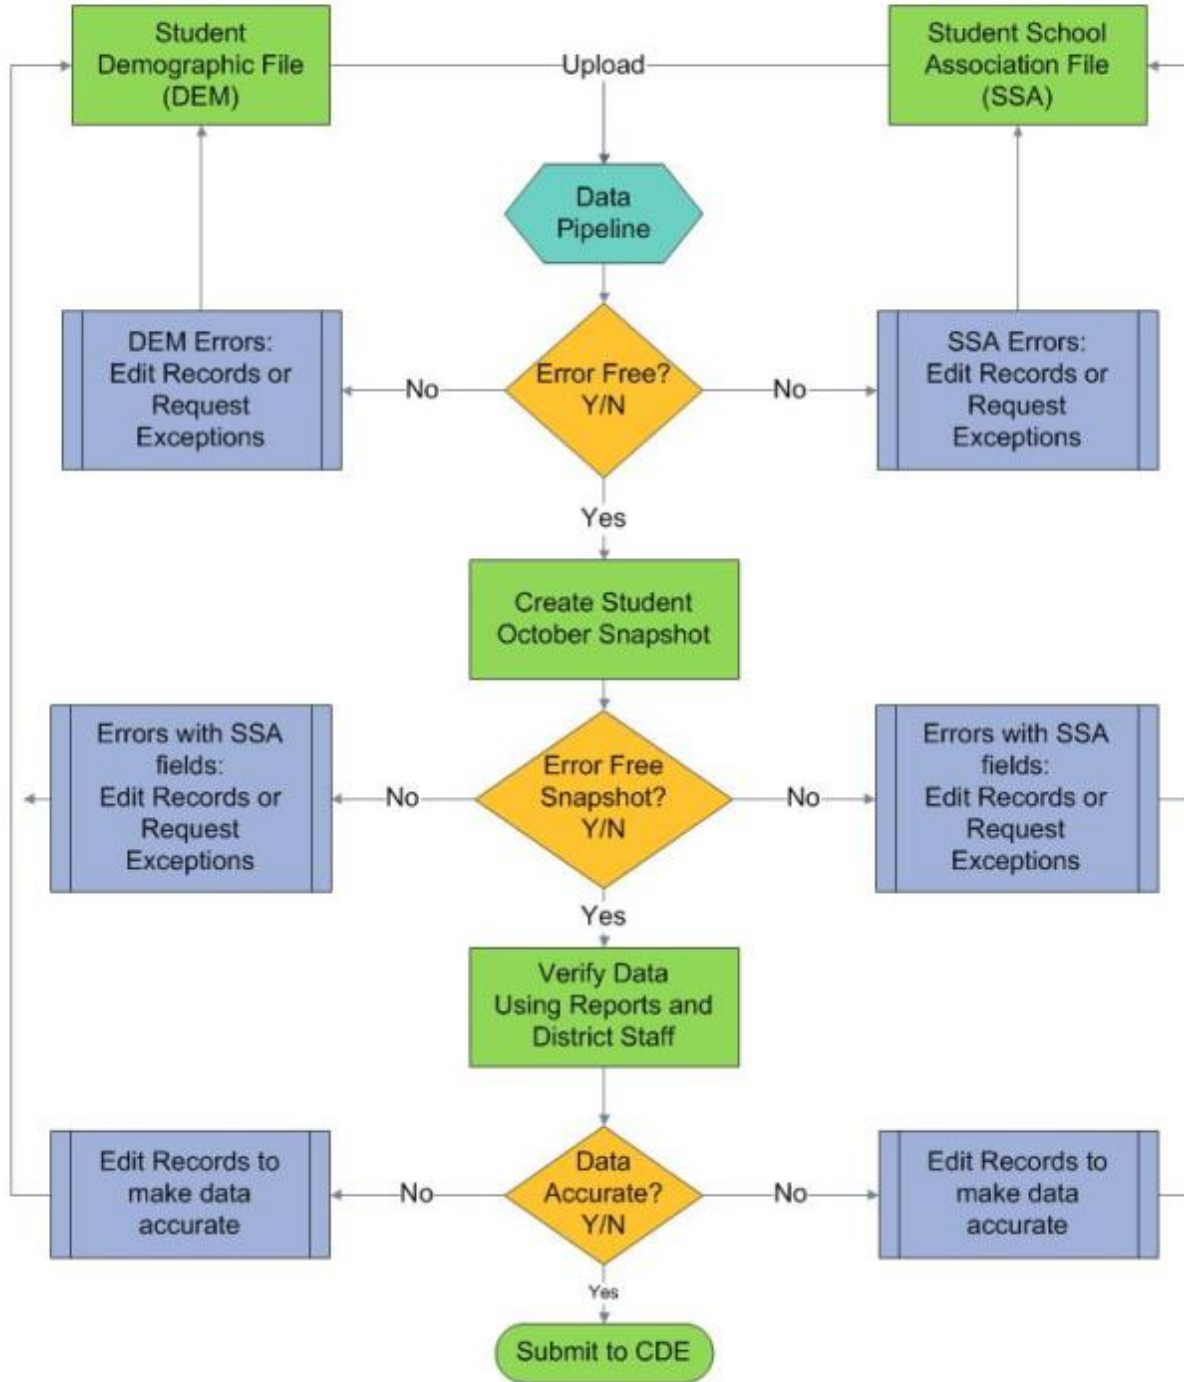 Student
Demographic File
(DEM)
Upload
Student School
Association File
(SSA)
Data
Pipeline
DEM Errors:
Edit Records or
Request
Exceptions
No
Error Free?
Y/N
No
SSA Errors:
Edit Records or
Request
Exceptions
Yes
Create Student
October Snapshot
Errors with SSA
fields:
Edit Records or
Request
Exceptions
No
Error Free
Snapshot?
Y/N
No
Errors with SSA
fields:
Edit Records or
Request
Exceptions
Yes
Verify Data
Using Reports and
District Staff
Edit Records to
make data
accurate
No
Data
Accurate?
Y/N
No
Edit Records to
make data
accurate
Yes
Submit to CDE